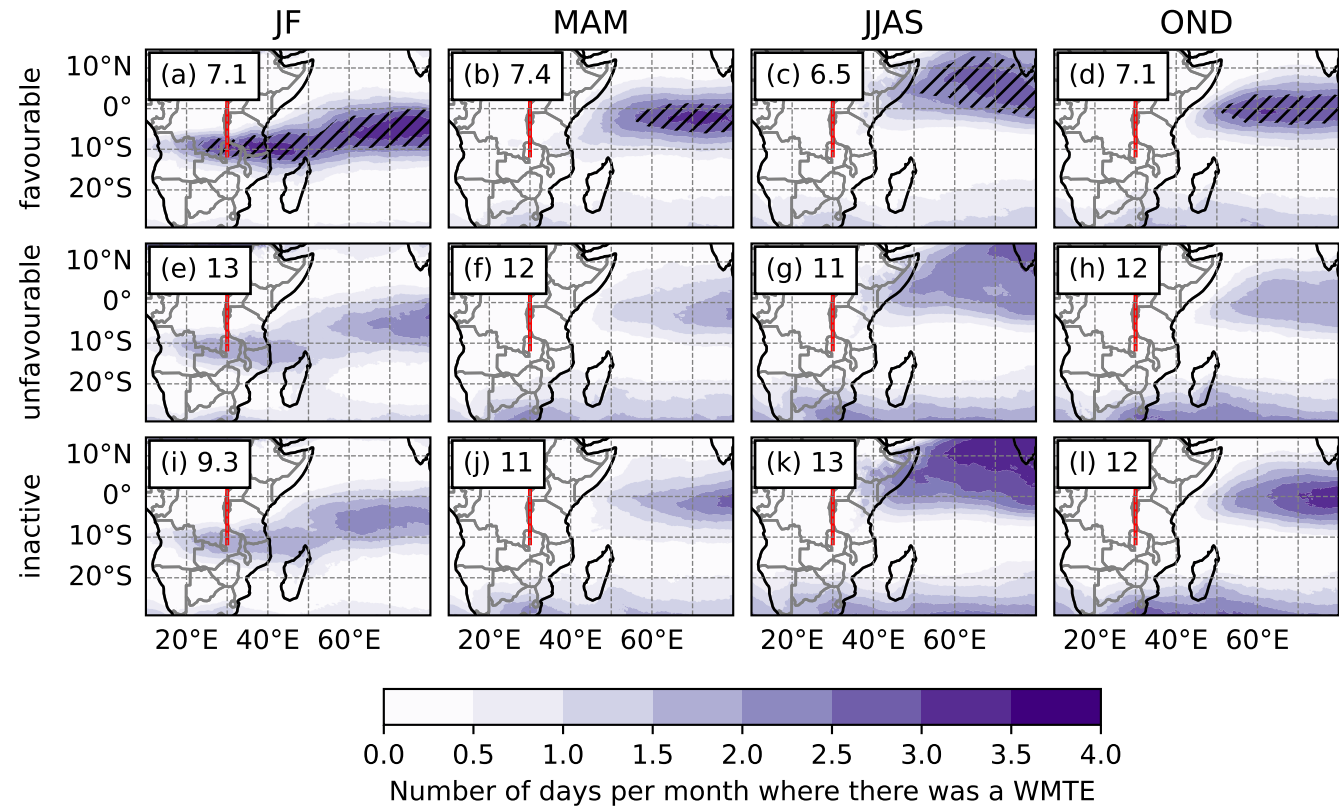 JF MAM JJAS OND
favourable
10°N
0°
10°S
20°S
(a) 7.1
(b) 7.4
(c) 6.5
(d) 7.1
unfavourable
10°N
0°
10°S
20°S
(e) 13
(f) 12
(g) 11
(h) 12
inactive
10°N
0°
10°S
20°S
(i) 9.3
(j) 11
(k) 13
(l) 12
20°E 40°E 60°E 20°E 40°E 60°E 20°E 40°E 60°E 20°E 40°E 60°E
0.0 0.5 1.0 1.5 2.0 2.5 3.0 3.5 4.0
Number of days per month where there was a WMTE